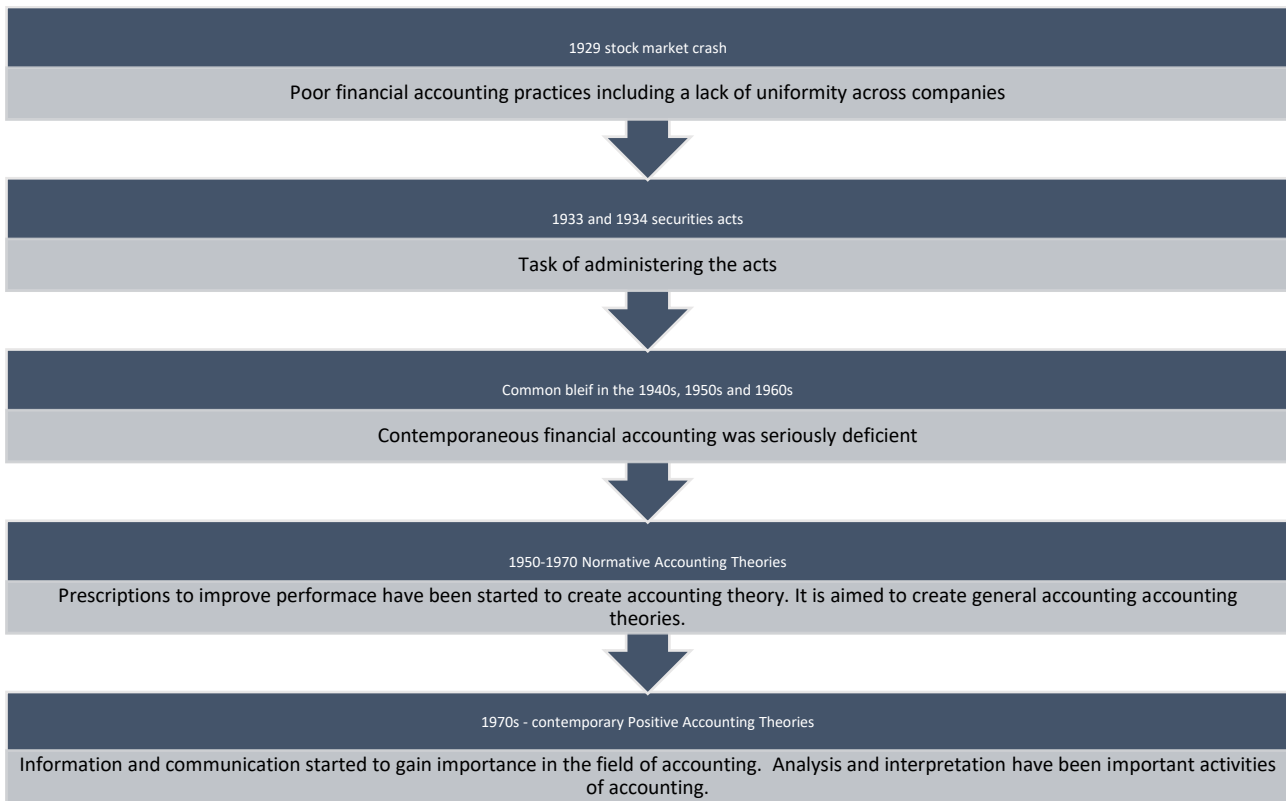 1929 stock market crash
Poor financial accounting practices including a lack of uniformity across companies
1933 and 1934 securities acts
Task of administering the acts
Common bleif in the 1940s, 1950s and 1960s
Contemporaneous financial accounting was seriously deficient
1950-1970 Normative Accounting Theories
Prescriptions to improve performace have been started to create accounting theory. It is aimed to create general accounting accounting
theories.
1970s - contemporary Positive Accounting Theories
Information and communication started to gain importance in the field of accounting.  Analysis and interpretation have been important activities
of accounting.